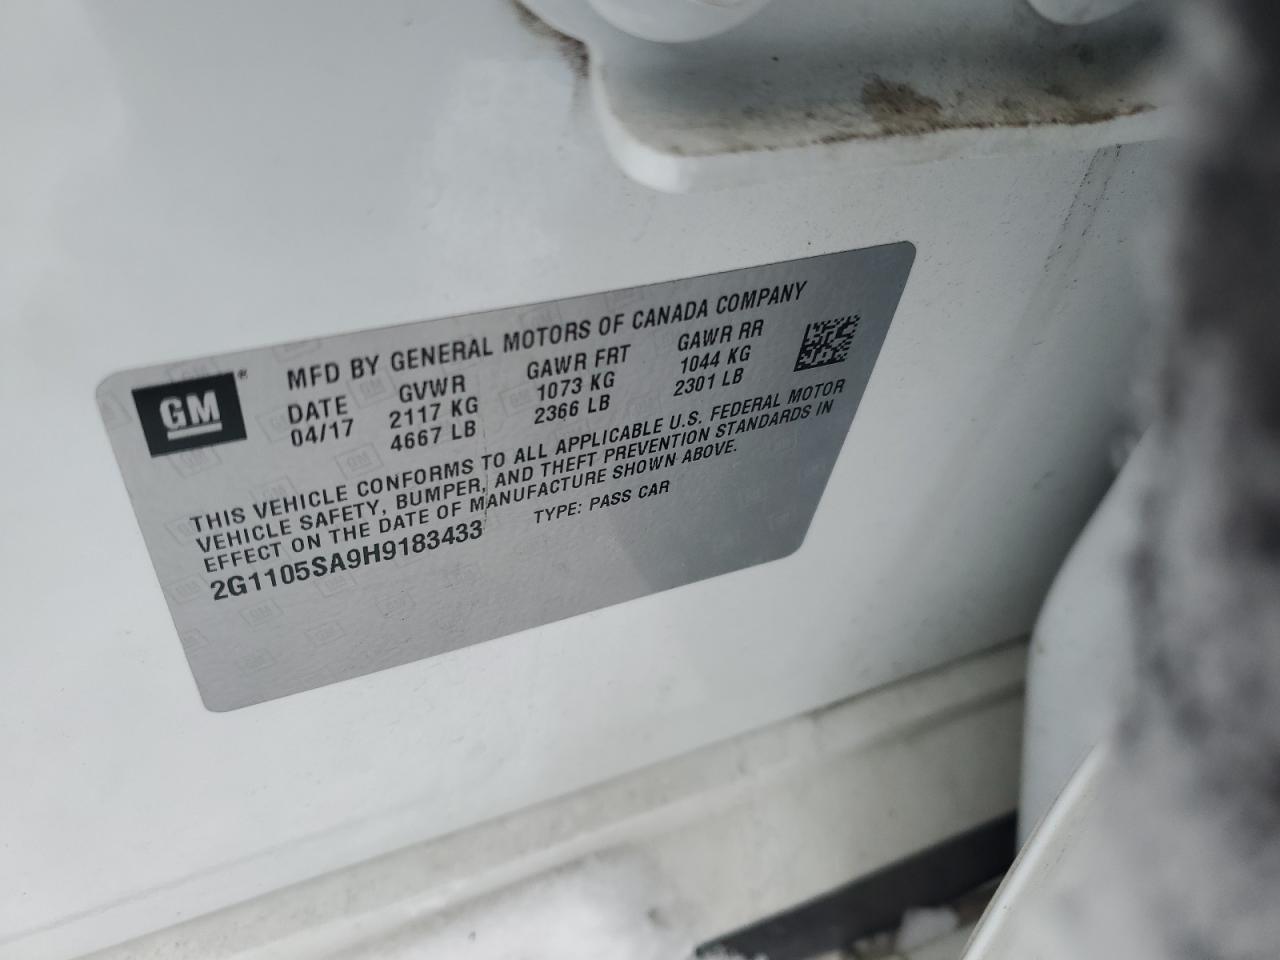 GM®
MFD BY GENERAL MOTORS OF CANADA COMPANY
DATE GVWR GAWR FRT GAWR RR
04/17 2117 KG 1073 KG 1044 KG
4667 LB 2366 LB 2301 LB
THIS VEHICLE CONFORMS TO ALL APPLICABLE U.S. FEDERAL MOTOR
VEHICLE SAFETY, BUMPER, AND THEFT PREVENTION STANDARDS IN
EFFECT ON THE DATE OF MANUFACTURE SHOWN ABOVE.
2G1105SA9H9183433 TYPE: PASS CAR